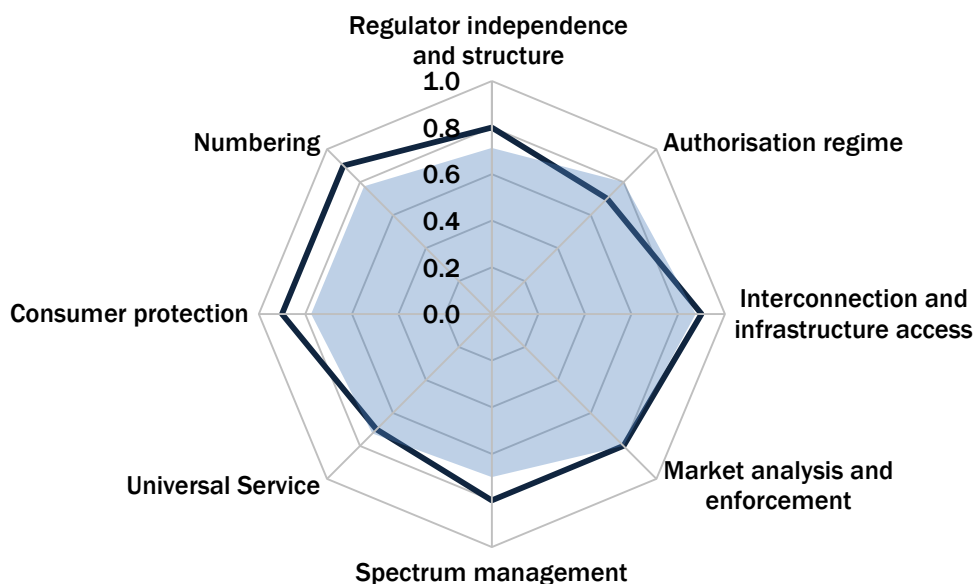 Regulator independence
and structure
1.0
Numbering
0.8
Authorisation regime
0.6
0.4
0.2
Consumer protection
0.0
Interconnection and
infrastructure access
Universal Service
Market analysis and
enforcement
Spectrum management